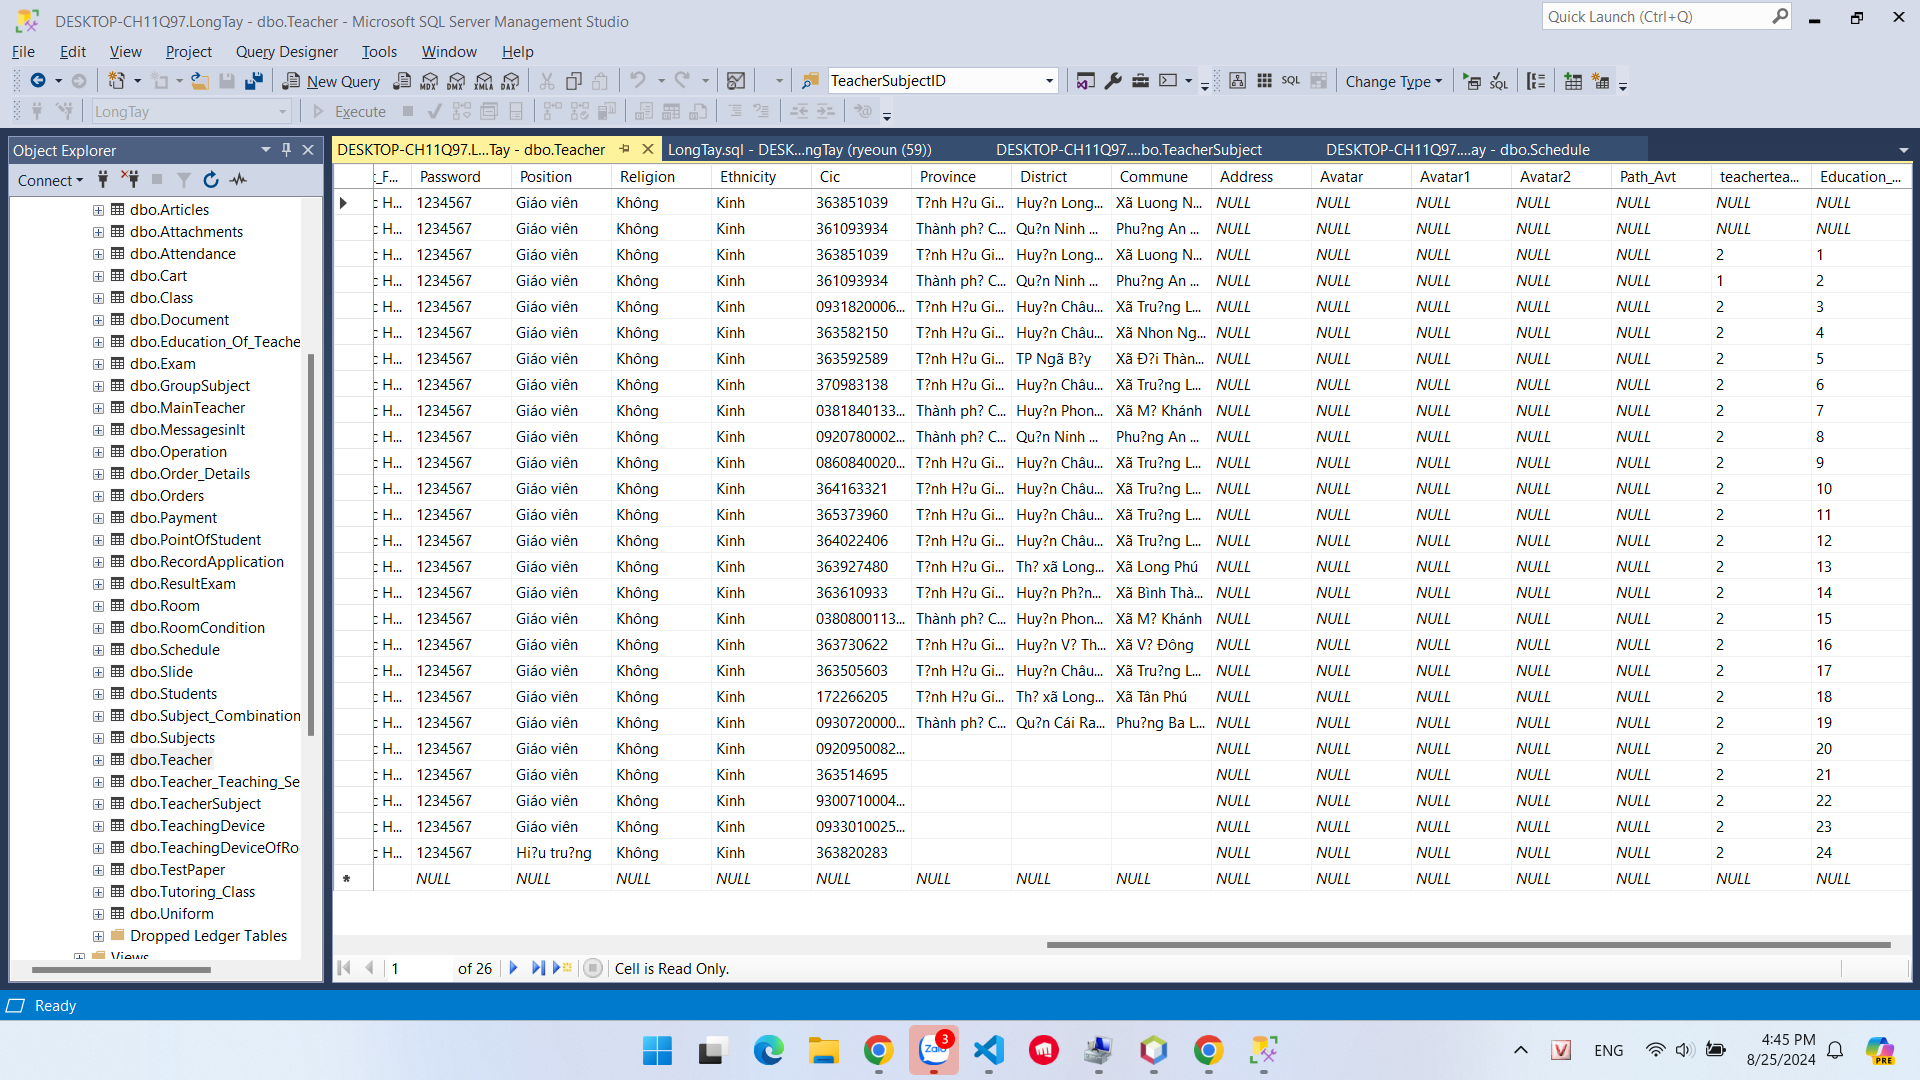 DESKTOP-CH11Q97.LongTay - dbo.Teacher - Microsoft SQL Server Management Studio
Quick Launch (Ctrl+Q)
File Edit View Project Query Designer Tools Window Help
New Query MDX DMX XMLA DAX TeacherSubjectID SQL Change Type SQL
LongTay Execute
Object Explorer
Connect
dbo.Articles
dbo.Attachments
dbo.Attendance
dbo.Cart
dbo.Class
dbo.Document
dbo.Education_Of_Teache
dbo.Exam
dbo.GroupSubject
dbo.MainTeacher
dbo.MessagesinIt
dbo.Operation
dbo.Order_Details
dbo.Orders
dbo.Payment
dbo.PointOfStudent
dbo.RecordApplication
dbo.ResultExam
dbo.Room
dbo.RoomCondition
dbo.Schedule
dbo.Slide
dbo.Students
dbo.Subject_Combination
dbo.Subjects
dbo.Teacher
dbo.Teacher_Teaching_Se
dbo.TeacherSubject
dbo.TeachingDevice
dbo.TeachingDeviceOfRo
dbo.TestPaper
dbo.Tutoring_Class
dbo.Uniform
Dropped Ledger Tables
Views
DESKTOP-CH11Q97.L...Tay - dbo.Teacher LongTay.sql - DESK...ngTay (ryeoun (59)) DESKTOP-CH11Q97....bo.TeacherSubject DESKTOP-CH11Q97....ay - dbo.Schedule
_F... Password Position Religion Ethnicity Cic Province District Commune Address Avatar Avatar1 Avatar2 Path_Avt teachertea... Education_...
c H... 1234567 Giáo viên Không Kinh 363851039 T?nh H?u Gi... Huy?n Long... Xã Luong N... NULL NULL NULL NULL NULL NULL NULL
c H... 1234567 Giáo viên Không Kinh 361093934 Thành ph? C... Qu?n Ninh ... Phu?ng An ... NULL NULL NULL NULL NULL NULL NULL
c H... 1234567 Giáo viên Không Kinh 363851039 T?nh H?u Gi... Huy?n Long... Xã Luong N... NULL NULL NULL NULL NULL 2 1
c H... 1234567 Giáo viên Không Kinh 361093934 Thành ph? C... Qu?n Ninh ... Phu?ng An ... NULL NULL NULL NULL NULL 1 2
c H... 1234567 Giáo viên Không Kinh 0931820006... T?nh H?u Gi... Huy?n Châu... Xã Tru?ng L... NULL NULL NULL NULL NULL 2 3
c H... 1234567 Giáo viên Không Kinh 363582150 T?nh H?u Gi... Huy?n Châu... Xã Nhon Ng... NULL NULL NULL NULL NULL 2 4
c H... 1234567 Giáo viên Không Kinh 363592589 T?nh H?u Gi... TP Ngã B?y Xã Đ?i Thàn... NULL NULL NULL NULL NULL 2 5
c H... 1234567 Giáo viên Không Kinh 370983138 T?nh H?u Gi... Huy?n Châu... Xã Tru?ng L... NULL NULL NULL NULL NULL 2 6
c H... 1234567 Giáo viên Không Kinh 0381840133... Thành ph? C... Huy?n Phon... Xã M? Khánh NULL NULL NULL NULL NULL 2 7
c H... 1234567 Giáo viên Không Kinh 0920780002... Thành ph? C... Qu?n Ninh ... Phu?ng An ... NULL NULL NULL NULL NULL 2 8
c H... 1234567 Giáo viên Không Kinh 0860840020... T?nh H?u Gi... Huy?n Châu... Xã Tru?ng L... NULL NULL NULL NULL NULL 2 9
c H... 1234567 Giáo viên Không Kinh 364163321 T?nh H?u Gi... Huy?n Châu... Xã Tru?ng L... NULL NULL NULL NULL NULL 2 10
c H... 1234567 Giáo viên Không Kinh 365373960 T?nh H?u Gi... Huy?n Châu... Xã Tru?ng L... NULL NULL NULL NULL NULL 2 11
c H... 1234567 Giáo viên Không Kinh 364022406 T?nh H?u Gi... Huy?n Châu... Xã Tru?ng L... NULL NULL NULL NULL NULL 2 12
c H... 1234567 Giáo viên Không Kinh 363927480 T?nh H?u Gi... Th? xã Long... Xã Long Phú NULL NULL NULL NULL NULL 2 13
c H... 1234567 Giáo viên Không Kinh 363610933 T?nh H?u Gi... Huy?n Ph?n... Xã Bình Thà... NULL NULL NULL NULL NULL 2 14
c H... 1234567 Giáo viên Không Kinh 0380800113... Thành ph? C... Huy?n Phon... Xã M? Khánh NULL NULL NULL NULL NULL 2 15
c H... 1234567 Giáo viên Không Kinh 363730622 T?nh H?u Gi... Huy?n V? Th... Xã V? Đông NULL NULL NULL NULL NULL 2 16
c H... 1234567 Giáo viên Không Kinh 363505603 T?nh H?u Gi... Huy?n Châu... Xã Tru?ng L... NULL NULL NULL NULL NULL 2 17
c H... 1234567 Giáo viên Không Kinh 172266205 T?nh H?u Gi... Th? xã Long... Xã Tân Phú NULL NULL NULL NULL NULL 2 18
c H... 1234567 Giáo viên Không Kinh 0930720000... Thành ph? C... Qu?n Cái Ra... Phu?ng Ba L... NULL NULL NULL NULL NULL 2 19
c H... 1234567 Giáo viên Không Kinh 0920950082... NULL NULL NULL NULL NULL 2 20
c H... 1234567 Giáo viên Không Kinh 363514695 NULL NULL NULL NULL NULL 2 21
c H... 1234567 Giáo viên Không Kinh 9300710004... NULL NULL NULL NULL NULL 2 22
c H... 1234567 Giáo viên Không Kinh 0933010025... NULL NULL NULL NULL NULL 2 23
c H... 1234567 Hi?u tru?ng Không Kinh 363820283 NULL NULL NULL NULL NULL 2 24
NULL NULL NULL NULL NULL NULL NULL NULL NULL NULL NULL NULL NULL NULL NULL
1 of 26 Cell is Read Only.
Ready
Zalo 3 V ENG 4:45 PM
8/25/2024 PRE